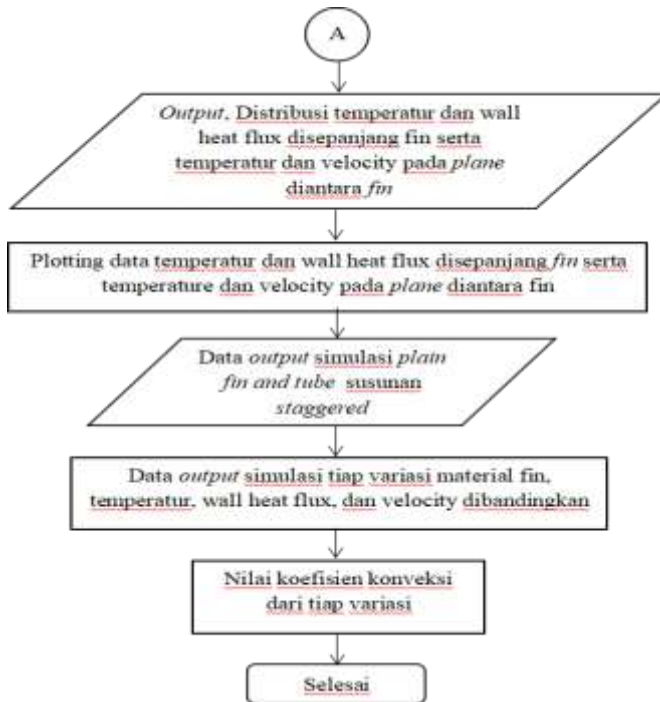 A
Output, Distribusi temperatur dan wall
heat flux disepanjang fin serta
temperatur dan velocity pada plane
diantara fin
Plotting data temperatur dan wall heat flux disepanjang fin serta
temperature dan velocity pada plane diantara fin
Data output simulasi plain
fin and tube susunan
staggered
Data output simulasi tiap variasi material fin,
temperatur, wall heat flux, dan velocity dibandingkan
Nilai koefisien konveksi
dari tiap variasi
Selesai